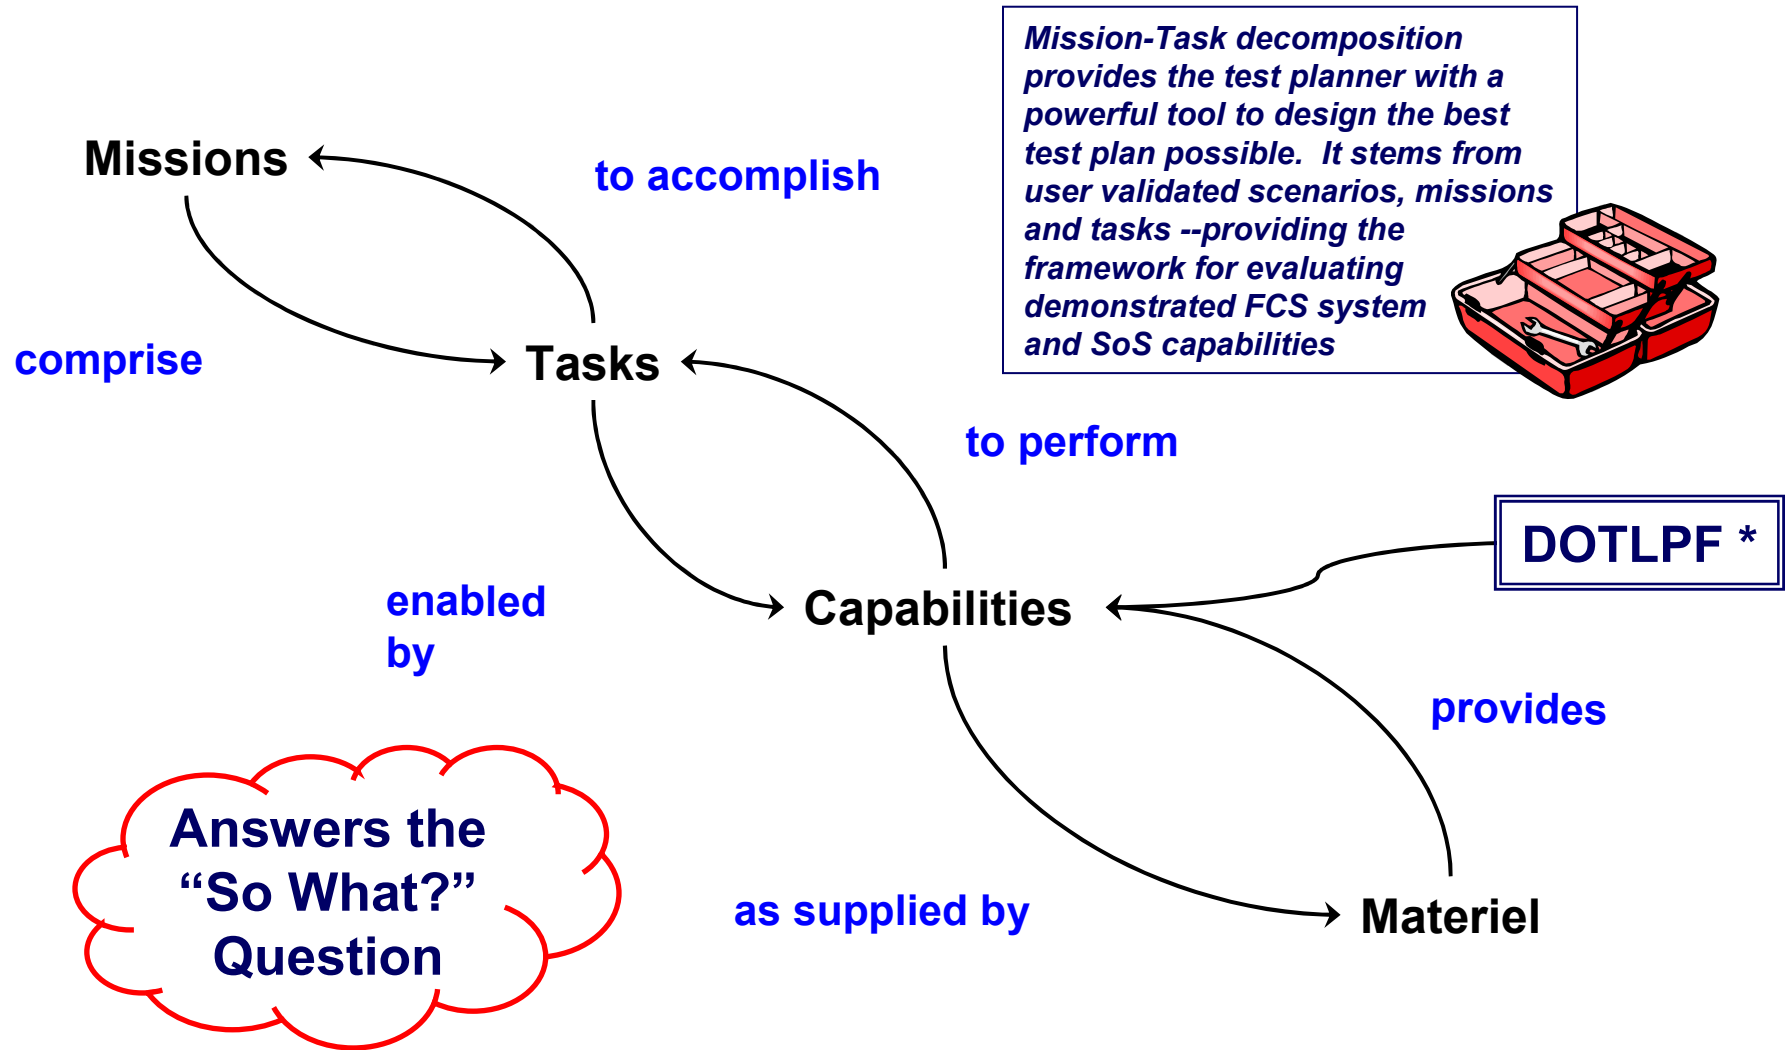 Mission-Task decomposition
provides the test planner with a
powerful tool to design the best
test plan possible.  It stems from
user validated scenarios, missions
and tasks --providing the
framework for evaluating
demonstrated FCS system
and SoS capabilities
Missions
to accomplish
comprise
Tasks
to perform
DOTLPF *
enabled
by
Capabilities
provides
Answers the
“So What?”
Question
as supplied by
Materiel